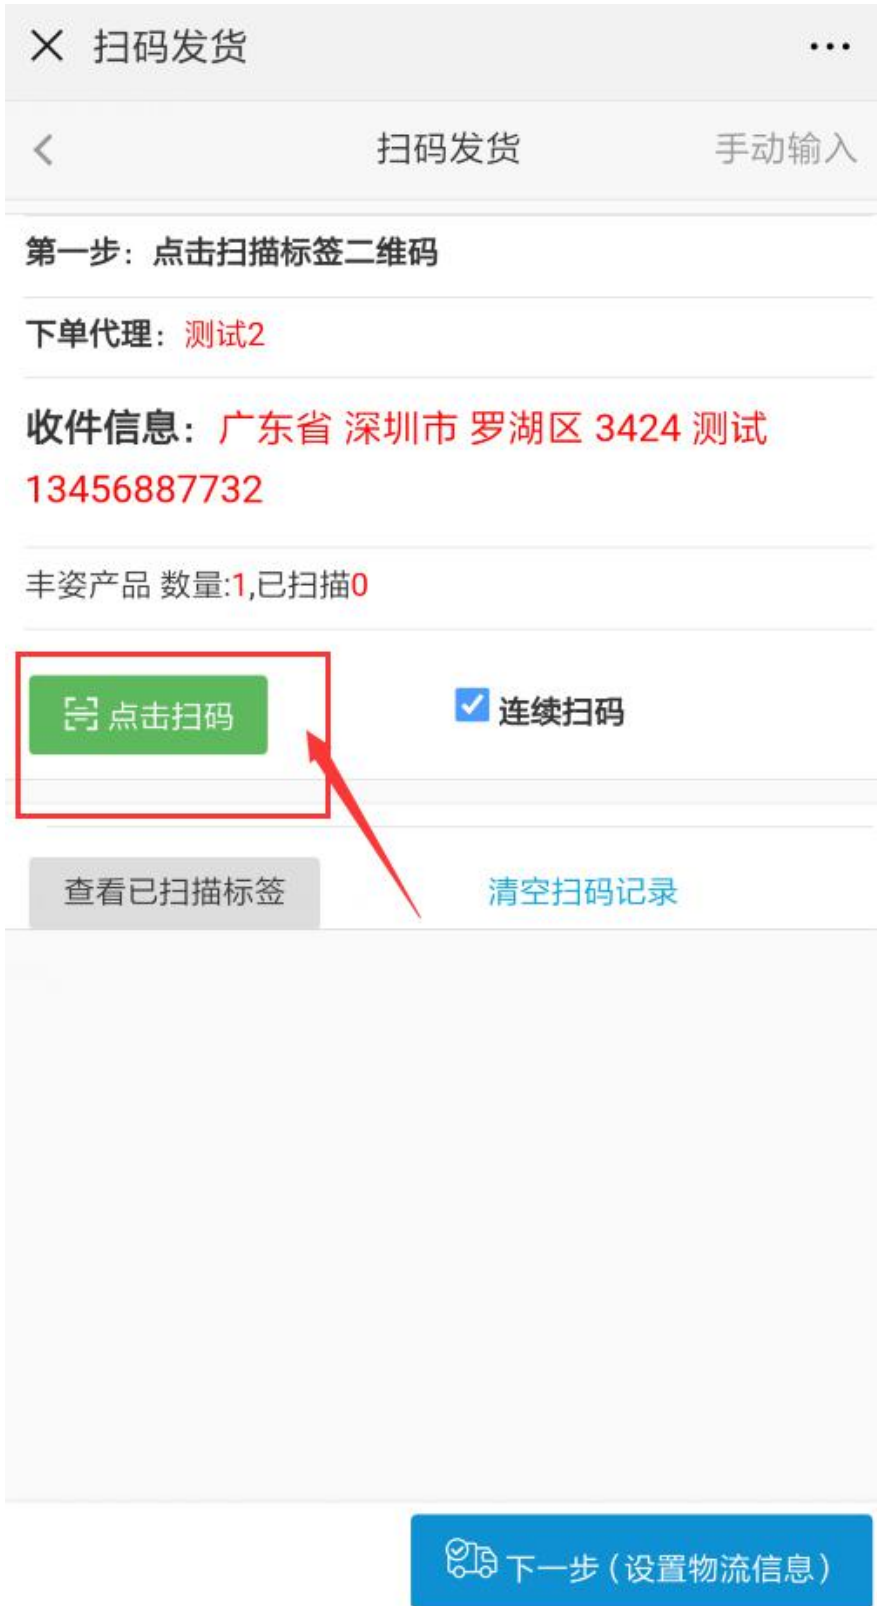 扫码发货
扫码发货 手动输入
第一步：点击扫描标签二维码
下单代理：测试2
收件信息：广东省 深圳市 罗湖区 3424 测试
13456887732
丰姿产品 数量:1,已扫描0
点击扫码 连续扫码
查看已扫描标签 清空扫码记录
下一步（设置物流信息）